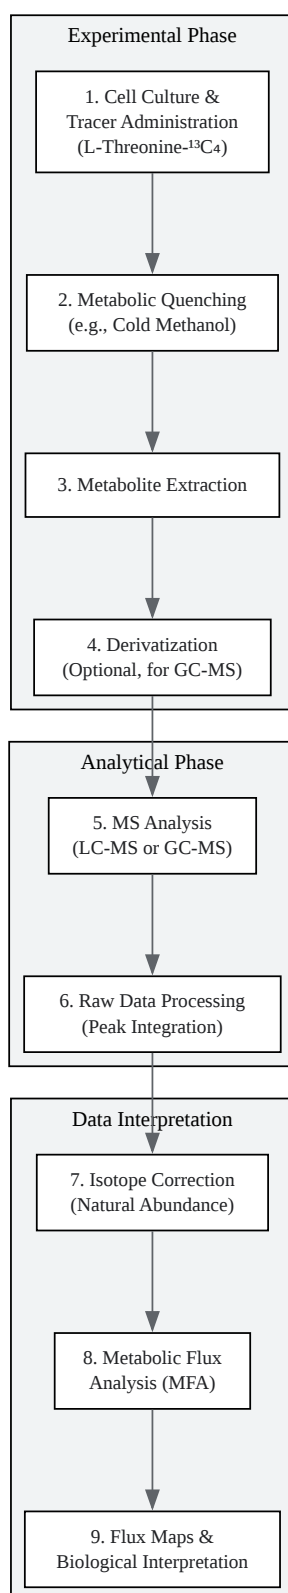 Experimental Phase
1. Cell Culture &
Tracer Administration
(L-Threonine-¹³C₄)
2. Metabolic Quenching
(e.g., Cold Methanol)
3. Metabolite Extraction
4. Derivatization
(Optional, for GC-MS)
Analytical Phase
5. MS Analysis
(LC-MS or GC-MS)
6. Raw Data Processing
(Peak Integration)
Data Interpretation
7. Isotope Correction
(Natural Abundance)
8. Metabolic Flux
Analysis (MFA)
9. Flux Maps &
Biological Interpretation